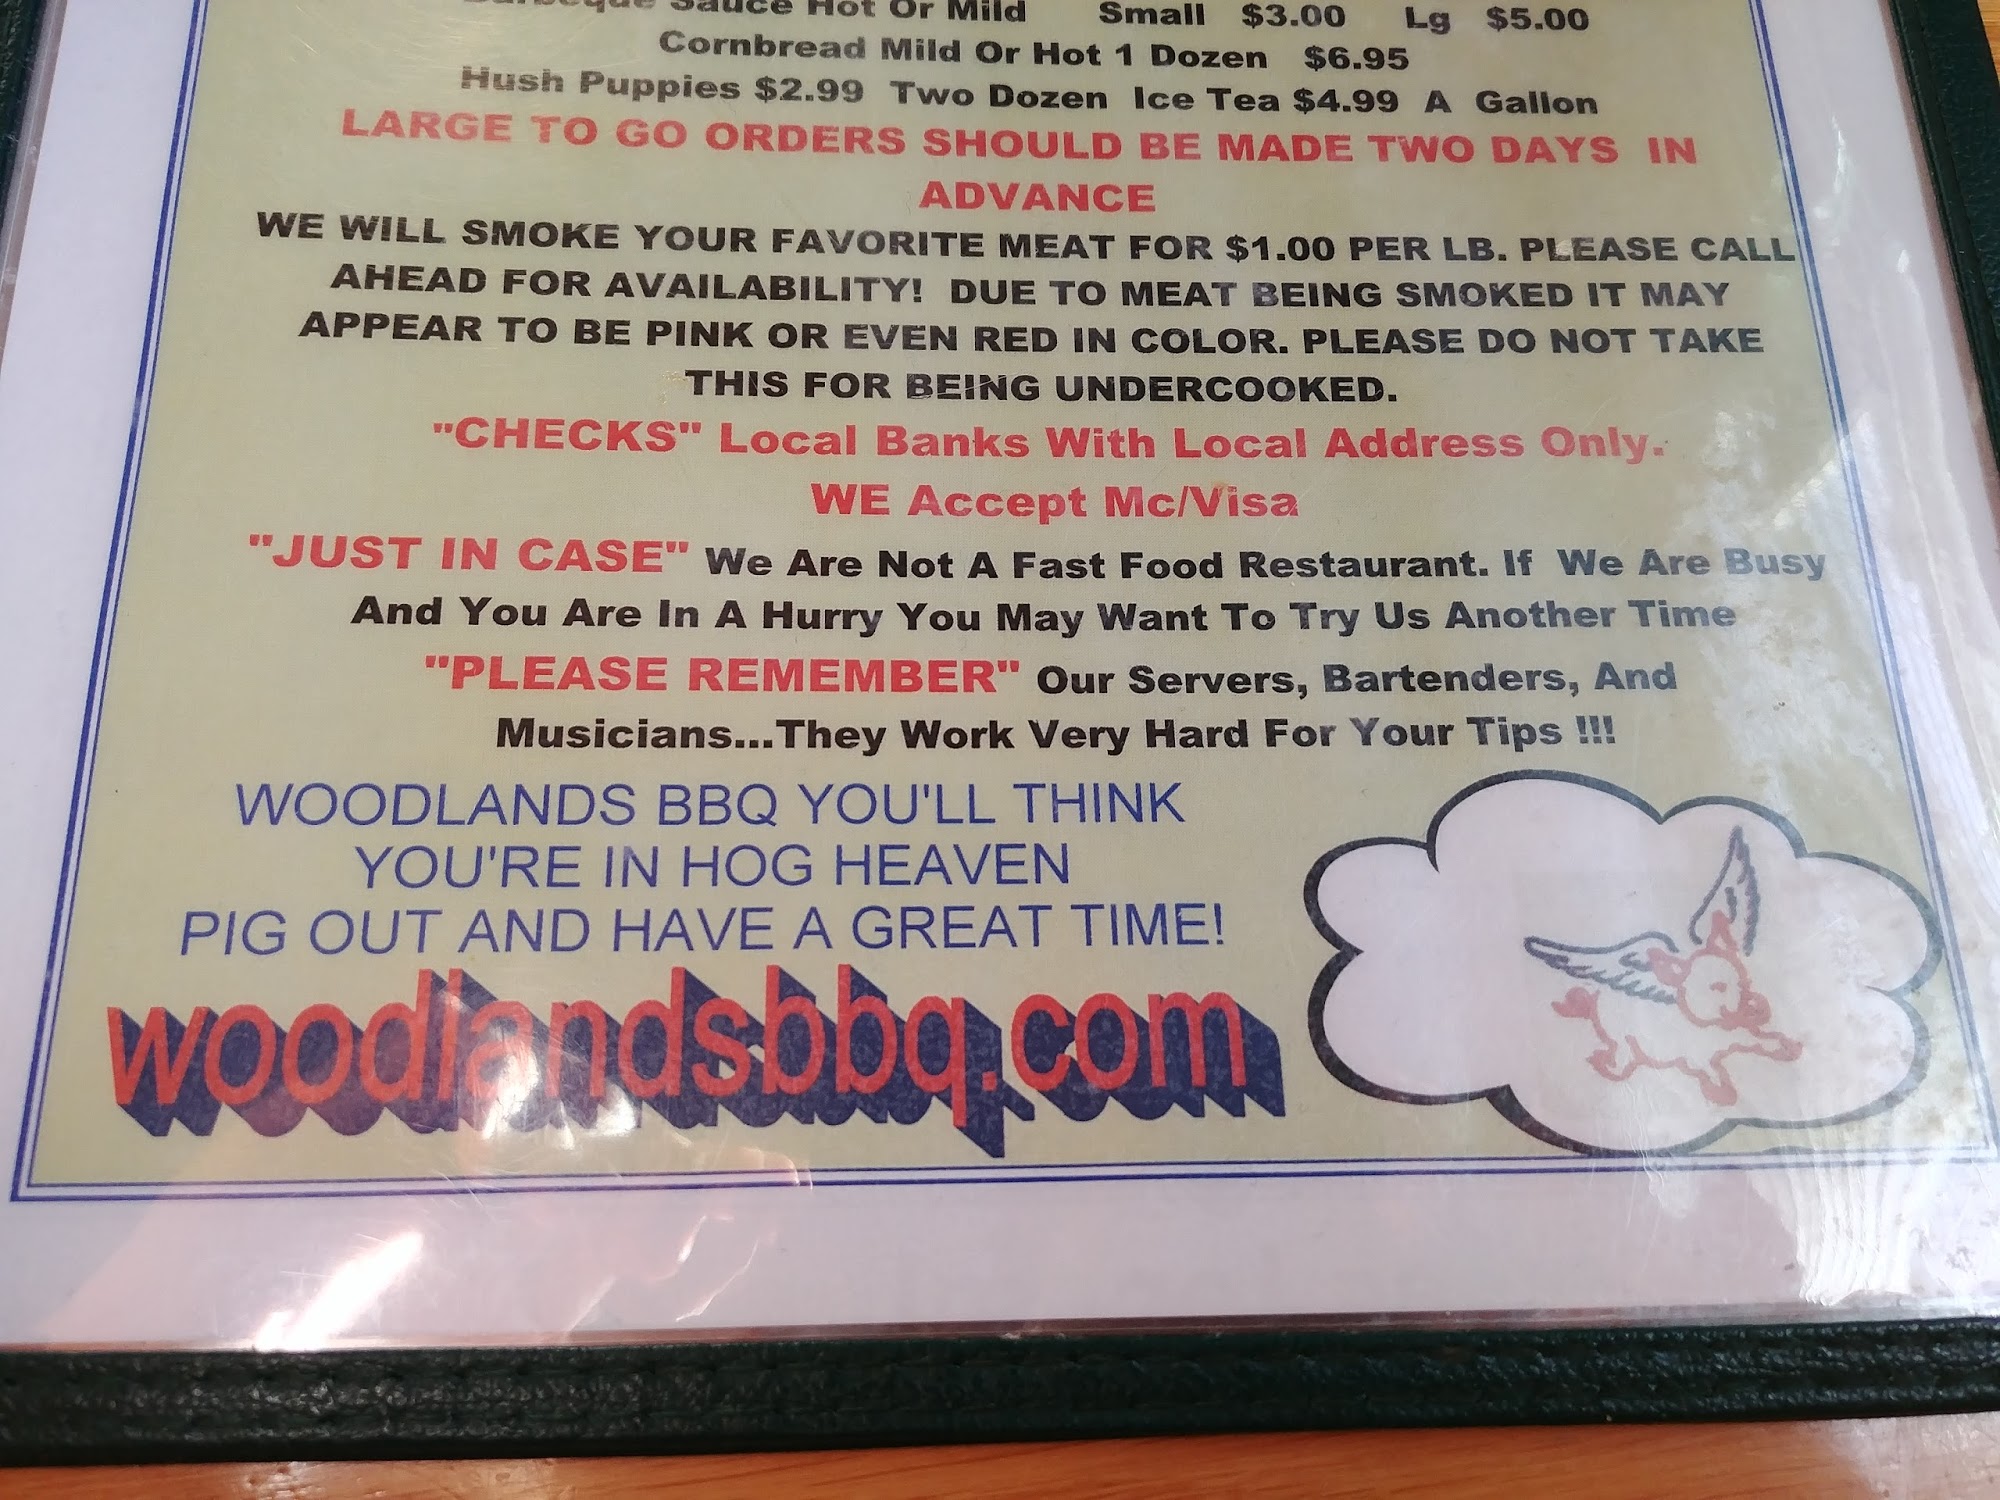 Barbeque Sauce Hot Or Mild Small $3.00 Lg $5.00
Cornbread Mild Or Hot 1 Dozen $6.95
Hush Puppies $2.99 Two Dozen Ice Tea $4.99 A Gallon
LARGE TO GO ORDERS SHOULD BE MADE TWO DAYS IN
ADVANCE
WE WILL SMOKE YOUR FAVORITE MEAT FOR $1.00 PER LB. PLEASE CALL
AHEAD FOR AVAILABILITY! DUE TO MEAT BEING SMOKED IT MAY
APPEAR TO BE PINK OR EVEN RED IN COLOR. PLEASE DO NOT TAKE
THIS FOR BEING UNDERCOOKED.
"CHECKS" Local Banks With Local Address Only.
WE Accept Mc/Visa
"JUST IN CASE" We Are Not A Fast Food Restaurant. If We Are Busy
And You Are In A Hurry You May Want To Try Us Another Time
"PLEASE REMEMBER" Our Servers, Bartenders, And
Musicians...They Work Very Hard For Your Tips !!!
WOODLANDS BBQ YOU'LL THINK
YOU'RE IN HOG HEAVEN
PIG OUT AND HAVE A GREAT TIME!
woodlandsbbq.com